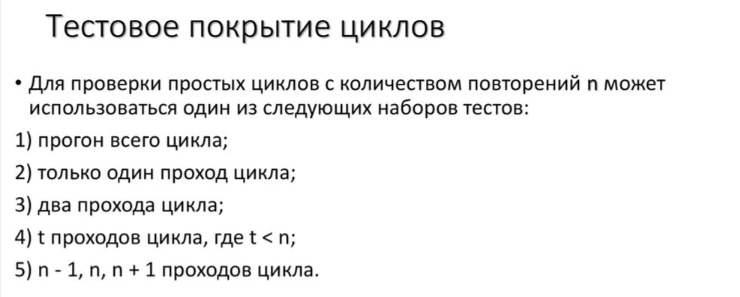 Тестовое покрытие циклов
• Для проверки простых циклов с количеством повторений n может
использоваться один из следующих наборов тестов:
1) прогон всего цикла;
2) только один проход цикла;
3) два прохода цикла;
4) t проходов цикла, где t < n;
5) n - 1, n, n + 1 проходов цикла.